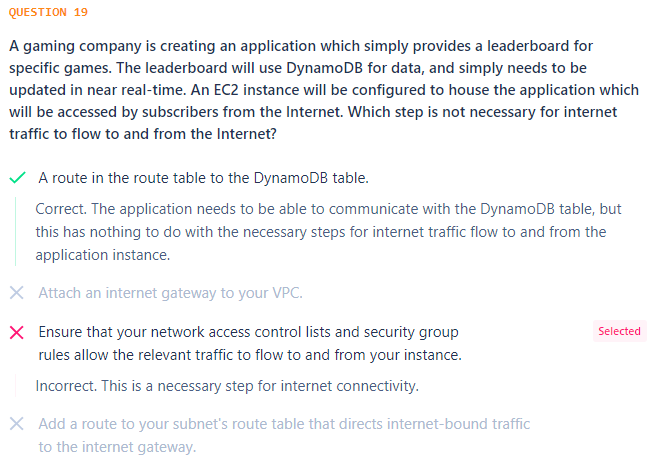 QUESTION 19
A gaming company is creating an application which simply provides a leaderboard for
specific games. The leaderboard will use DynamoDB for data, and simply needs to be
updated in near real-time. An EC2 instance will be configured to house the application which
will be accessed by subscribers from the Internet. Which step is not necessary for internet
traffic to flow to and from the Internet?
A route in the route table to the DynamoDB table.
Correct. The application needs to be able to communicate with the DynamoDB table, but
this has nothing to do with the necessary steps for internet traffic flow to and from the
application instance.
Attach an internet gateway to your VPC.
Ensure that your network access control lists and security group
rules allow the relevant traffic to flow to and from your instance.
Selected
Incorrect. This is a necessary step for internet connectivity.
Add a route to your subnet's route table that directs internet-bound traffic
to the internet gateway.